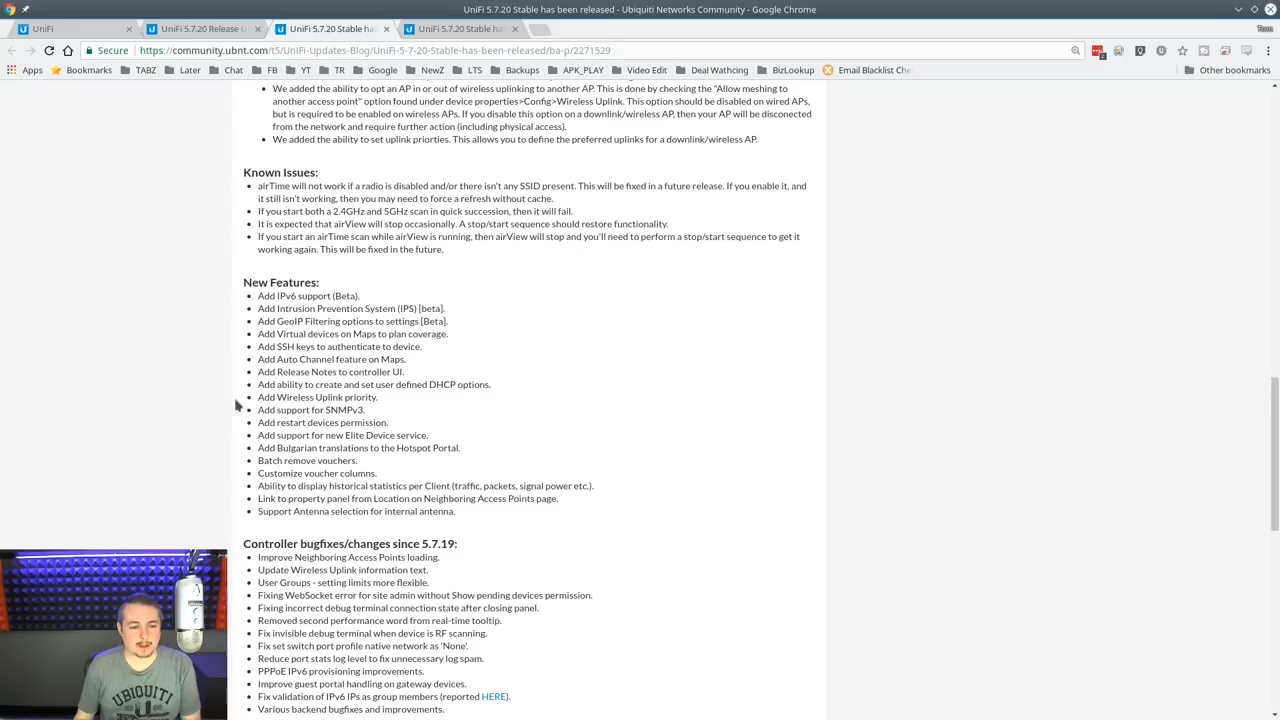 UniFi 5.7.20 Stable has been released - Ubiquiti Networks Community - Google Chrome
UniFi
UniFi 5.7.20 Release U
UniFi 5.7.20 Stable ha
UniFi 5.7.20 Stable ha
Tom
Secure
https://community.ubnt.com/t5/UniFi-Updates-Blog/UniFi-5-7-20-Stable-has-been-released/ba-p/2271529
Apps Bookmarks TABZ Later Chat FB YT TR Google NewZ LTS Backups APK_PLAY Video Edit Deal Wathcing BizLookup Email Blacklist Che Other bookmarks
We added the ability to opt an AP in or out of wireless uplinking to another AP. This is done by checking the "Allow meshing to
another access point" option found under device properties>Config>Wireless Uplink. This option should be disabled on wired APs,
but is required to be enabled on wireless APs. If you disable this option on a downlink/wireless AP, then your AP will be disconected
from the network and require further action (including physical access).
We added the ability to set uplink priorties. This allows you to define the preferred uplinks for a downlink/wireless AP.
Known Issues:
airTime will not work if a radio is disabled and/or there isn't any SSID present. This will be fixed in a future release. If you enable it, and
it still isn't working, then you may need to force a refresh without cache.
If you start both a 2.4GHz and 5GHz scan in quick succession, then it will fail.
It is expected that airView will stop occasionally. A stop/start sequence should restore functionality.
If you start an airTime scan while airView is running, then airView will stop and you'll need to perform a stop/start sequence to get it
working again. This will be fixed in the future.
New Features:
Add IPv6 support (Beta).
Add Intrusion Prevention System (IPS) [beta].
Add GeoIP Filtering options to settings [Beta].
Add Virtual devices on Maps to plan coverage.
Add SSH keys to authenticate to device.
Add Auto Channel feature on Maps.
Add Release Notes to controller UI.
Add ability to create and set user defined DHCP options.
Add Wireless Uplink priority.
Add support for SNMPv3.
Add restart devices permission.
Add support for new Elite Device service.
Add Bulgarian translations to the Hotspot Portal.
Batch remove vouchers.
Customize voucher columns.
Ability to display historical statistics per Client (traffic, packets, signal power etc.).
Link to property panel from Location on Neighboring Access Points page.
Support Antenna selection for internal antenna.
Controller bugfixes/changes since 5.7.19:
Improve Neighboring Access Points loading.
Update Wireless Uplink information text.
User Groups - setting limits more flexible.
Fixing WebSocket error for site admin without Show pending devices permission.
Fixing incorrect debug terminal connection state after closing panel.
Removed second performance word from real-time tooltip.
Fix invisible debug terminal when device is RF scanning.
Fix set switch port profile native network as 'None'.
Reduce port stats log level to fix unnecessary log spam.
PPPoE IPv6 provisioning improvements.
Improve guest portal handling on gateway devices.
Fix validation of IPv6 IPs as group members (reported HERE).
Various backend bugfixes and improvements.
UBIQUITI